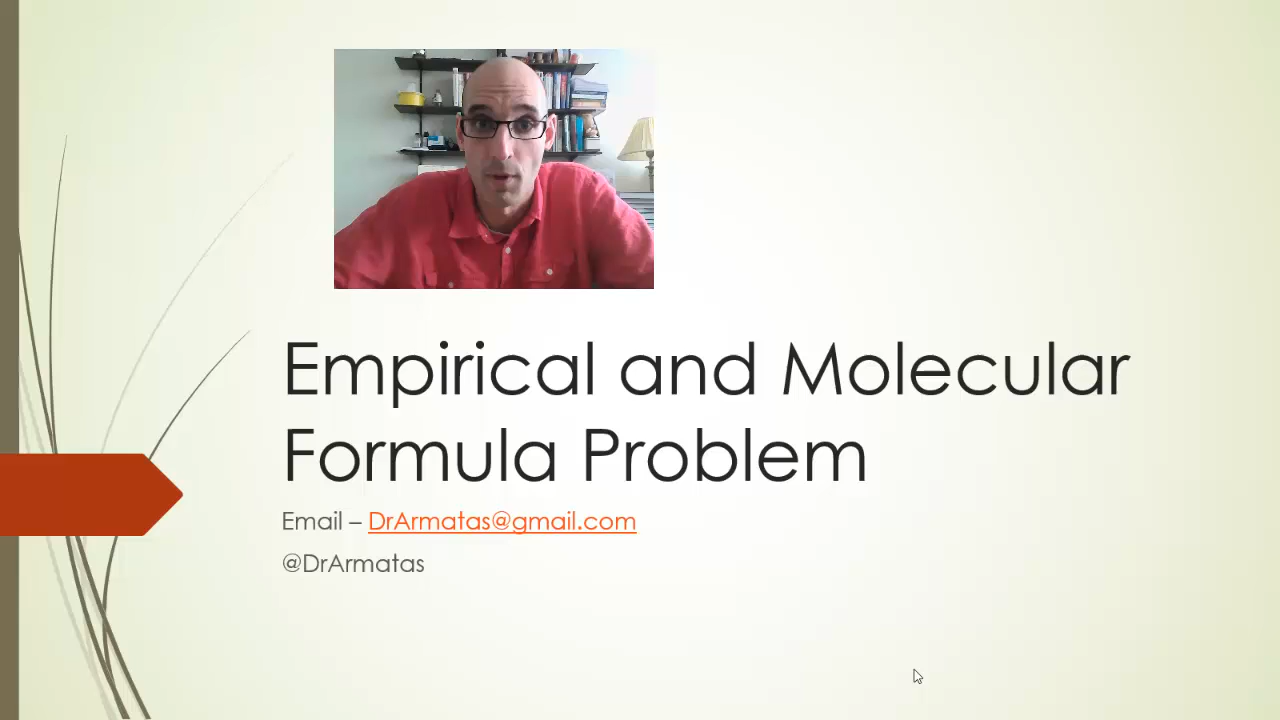 Empirical and Molecular
Formula Problem
Email – DrArmatas@gmail.com
@DrArmatas